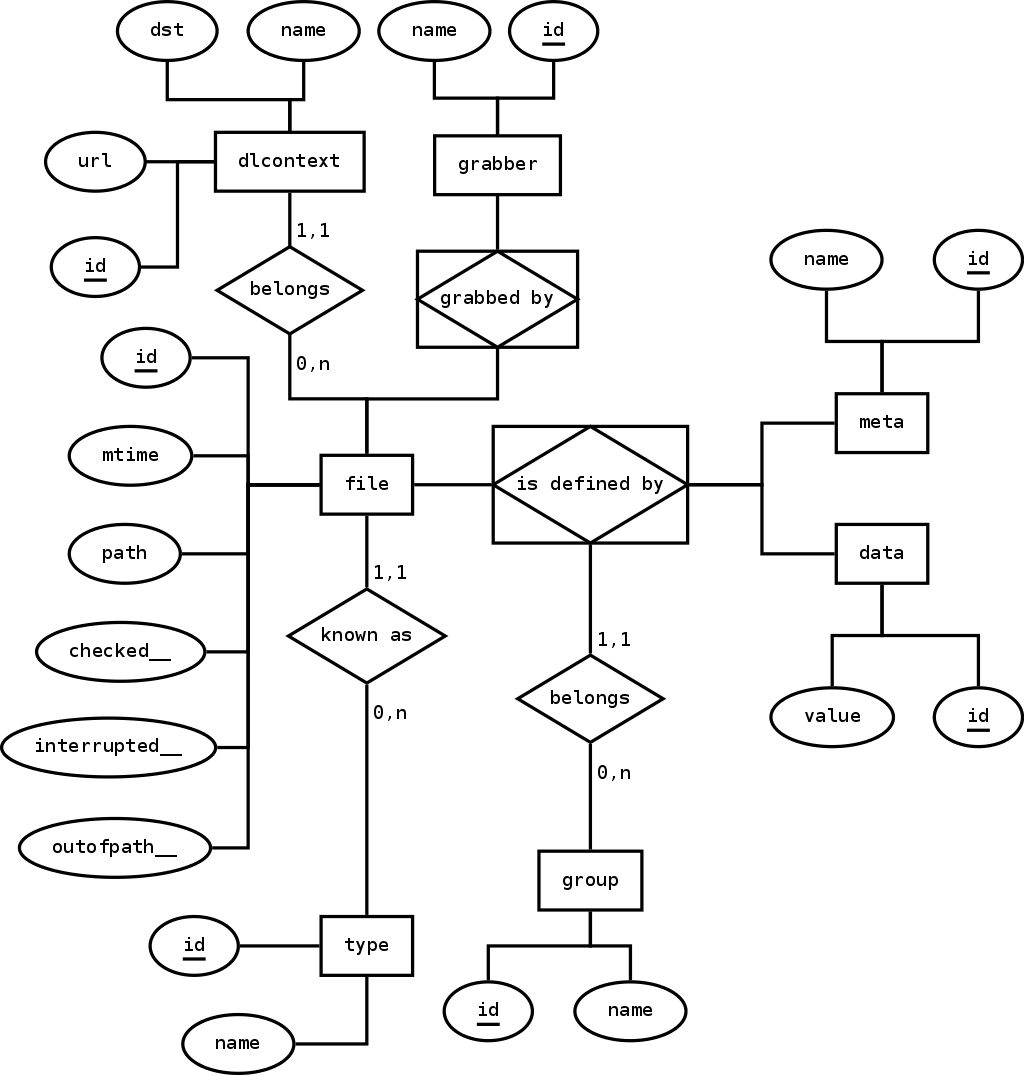 dst
name
name
id
url
dlcontext
grabber
1,1
name
id
id
belongs
grabbed by
id
0,n
meta
mtime
file
is defined by
path
data
1,1
known as
1,1
checked__
belongs
0,n
value
id
interrupted__
0,n
outofpath__
group
id
type
id
name
name